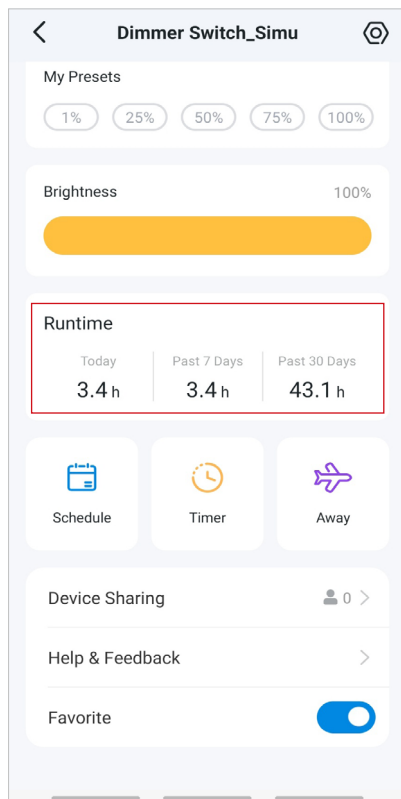 Dimmer Switch_Simu
My Presets
1% 25% 50% 75% 100%
Brightness 100%
Runtime
Today Past 7 Days Past 30 Days
3.4 h 3.4 h 43.1 h
Schedule Timer Away
Device Sharing 0
Help & Feedback
Favorite